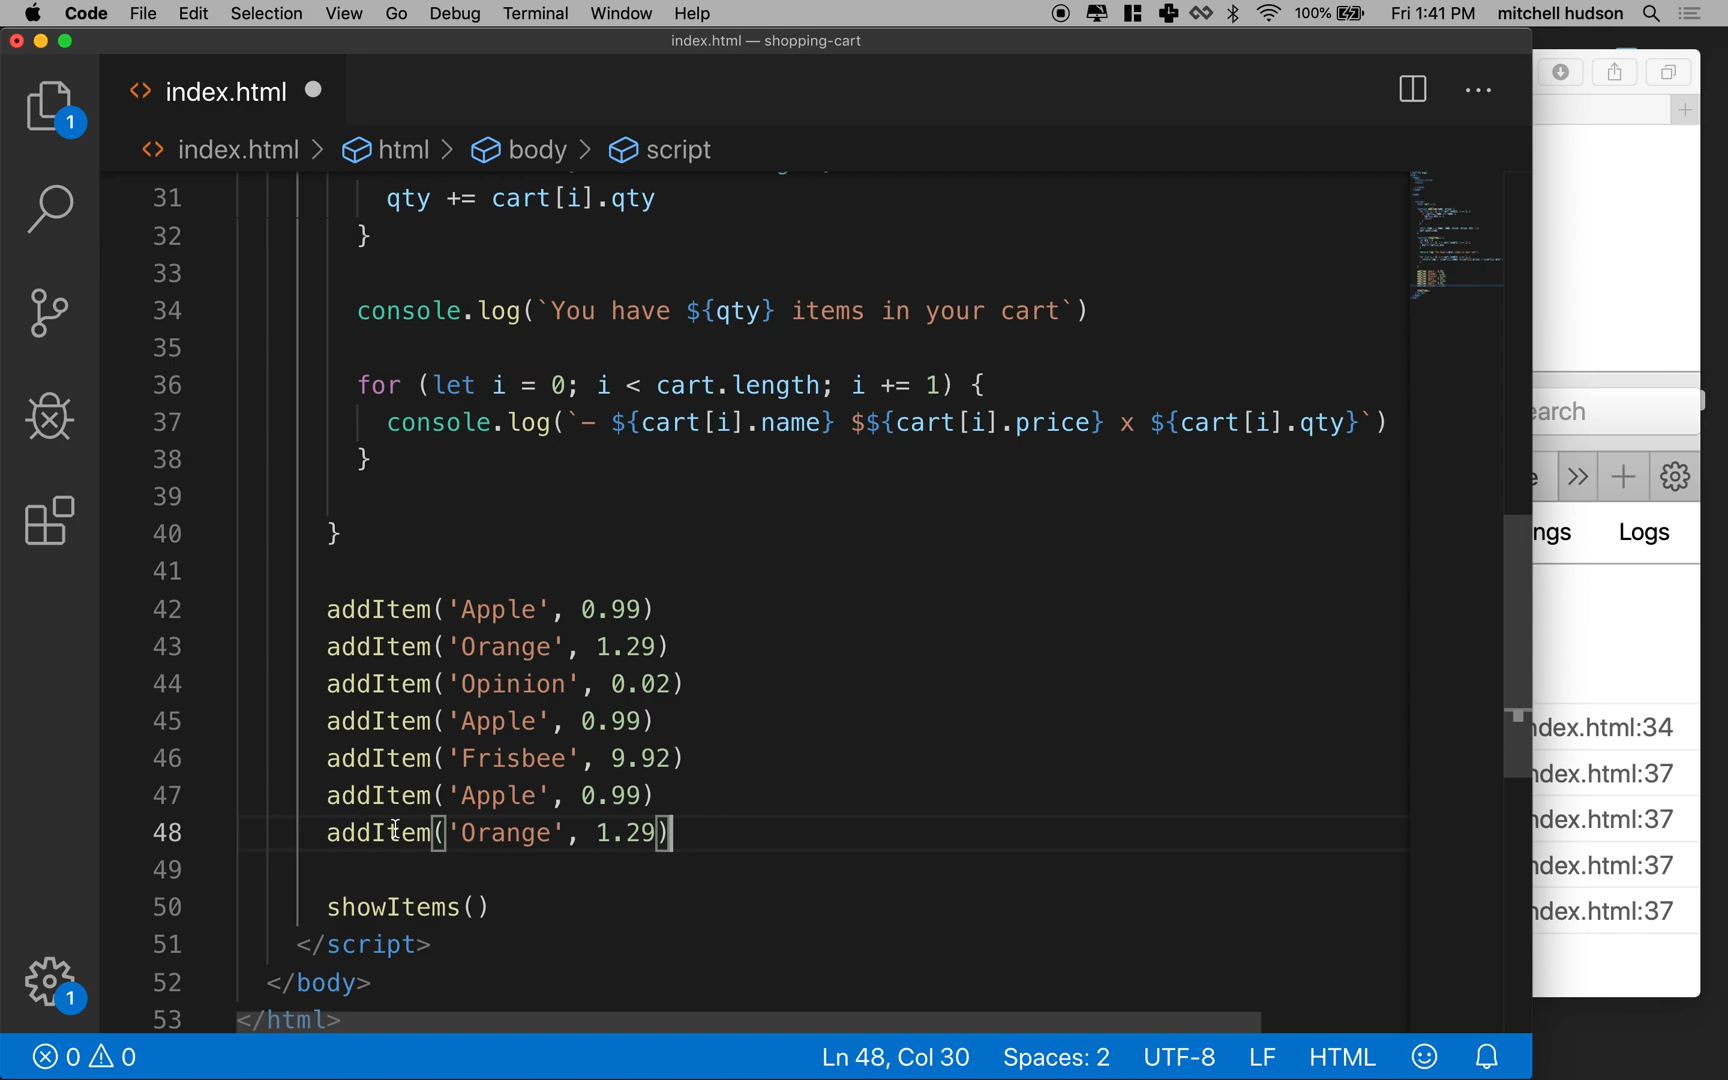 Code File Edit Selection View Go Debug Terminal Window Help 100% Fri 1:41 PM mitchell hudson
index.html — shopping-cart
index.html
index.html > html > body > script
1
31 qty += cart[i].qty
32 }
33
34 console.log(`You have ${qty} items in your cart`)
35
36 for (let i = 0; i < cart.length; i += 1) {
37 console.log(`- ${cart[i].name} $${cart[i].price} x ${cart[i].qty}`)
38 }
39
40 }
41
42 addItem('Apple', 0.99)
43 addItem('Orange', 1.29)
44 addItem('Opinion', 0.02)
45 addItem('Apple', 0.99)
46 addItem('Frisbee', 9.92)
47 addItem('Apple', 0.99)
48 addItem('Orange', 1.29)
49
50 showItems()
51 </script>
52 </body>
53 </html>
1
0 0 Ln 48, Col 30 Spaces: 2 UTF-8 LF HTML
earch
e
ngs Logs
ndex.html:34
ndex.html:37
ndex.html:37
ndex.html:37
ndex.html:37